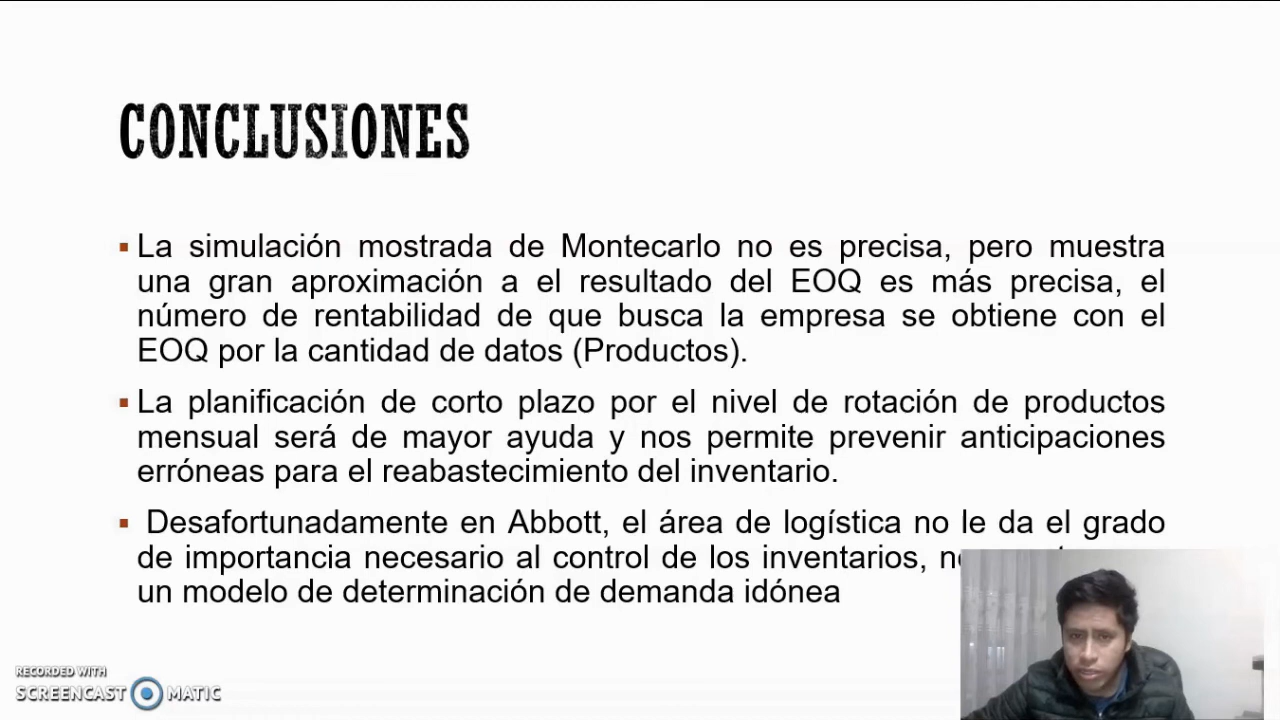 CONCLUSIONES
La simulación mostrada de Montecarlo no es precisa, pero muestra
una gran aproximación a el resultado del EOQ es más precisa, el
número de rentabilidad de que busca la empresa se obtiene con el
EOQ por la cantidad de datos (Productos).
La planificación de corto plazo por el nivel de rotación de productos
mensual será de mayor ayuda y nos permite prevenir anticipaciones
erróneas para el reabastecimiento del inventario.
Desafortunadamente en Abbott, el área de logística no le da el grado
de importancia necesario al control de los inventarios,
un modelo de determinación de demanda idónea
RECORDED WITH
SCREENCAST MATIC